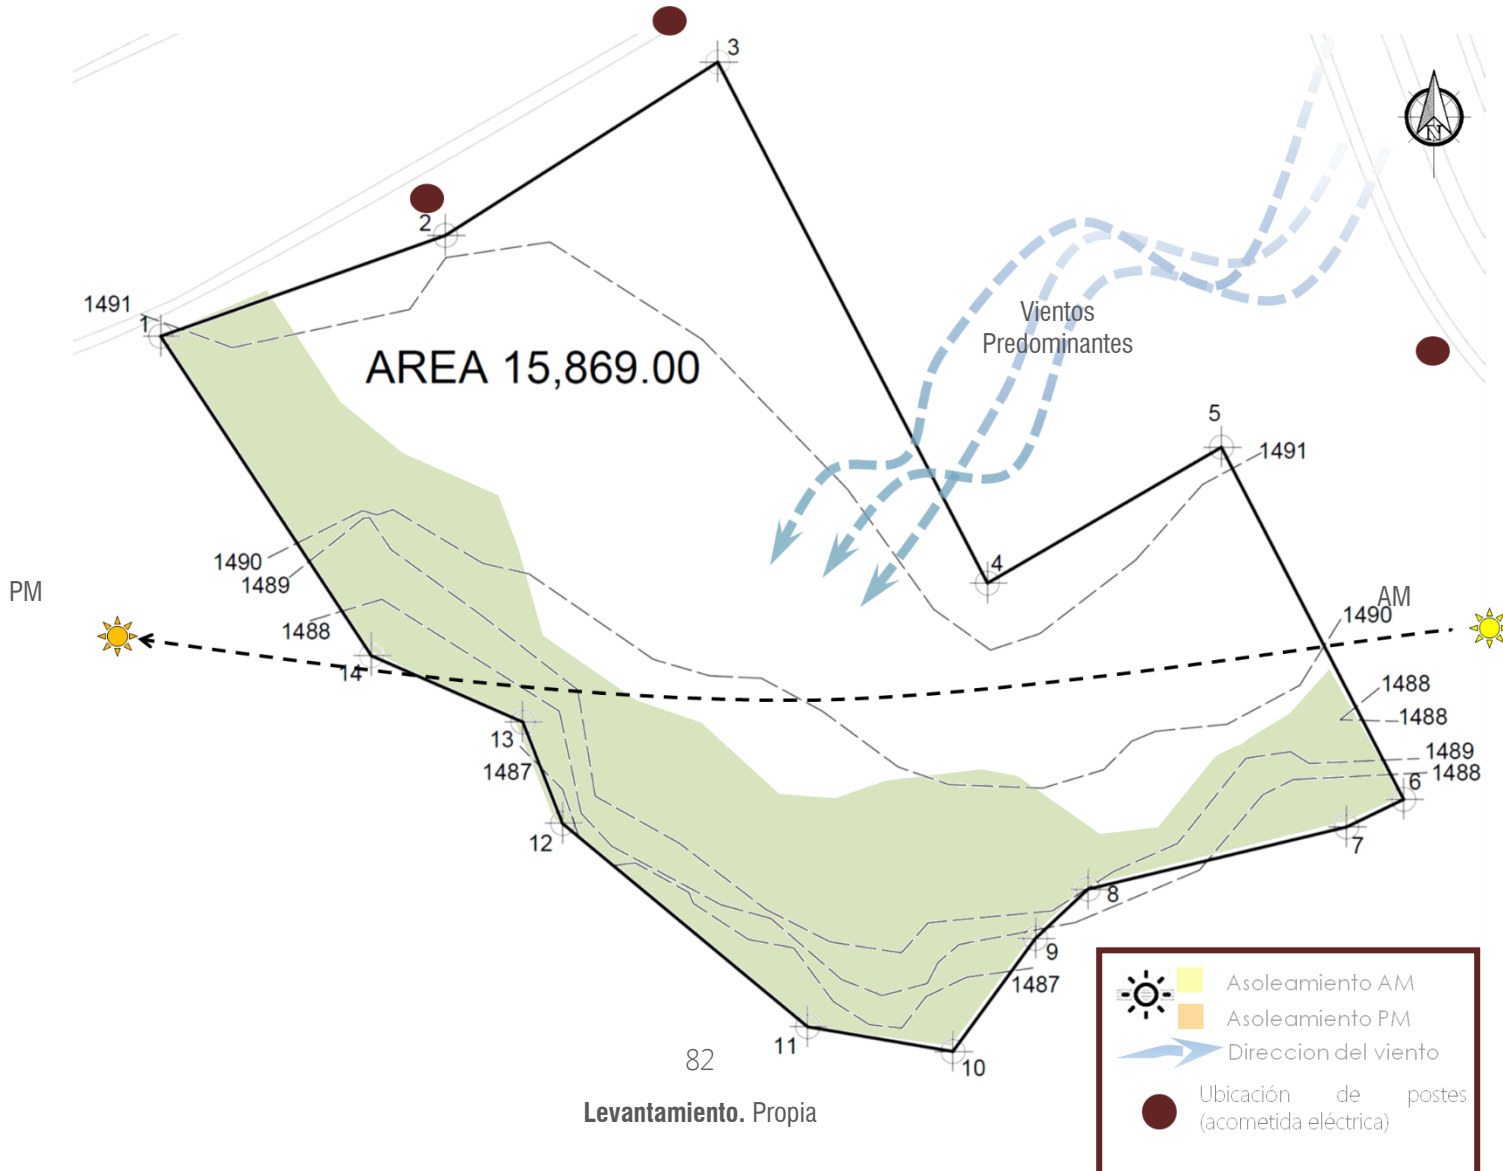 3
N
2
1491
1
Vientos
Predominantes
AREA 15,869.00
5
1491
1490
1489
4
PM
AM
1490
1488
14
1488
1488
13
1487
1489
1488
6
12
7
8
9
1487
11
10
82
Levantamiento. Propia
Asoleamiento AM
Asoleamiento PM
Direccion del viento
Ubicación de postes
(acometida eléctrica)